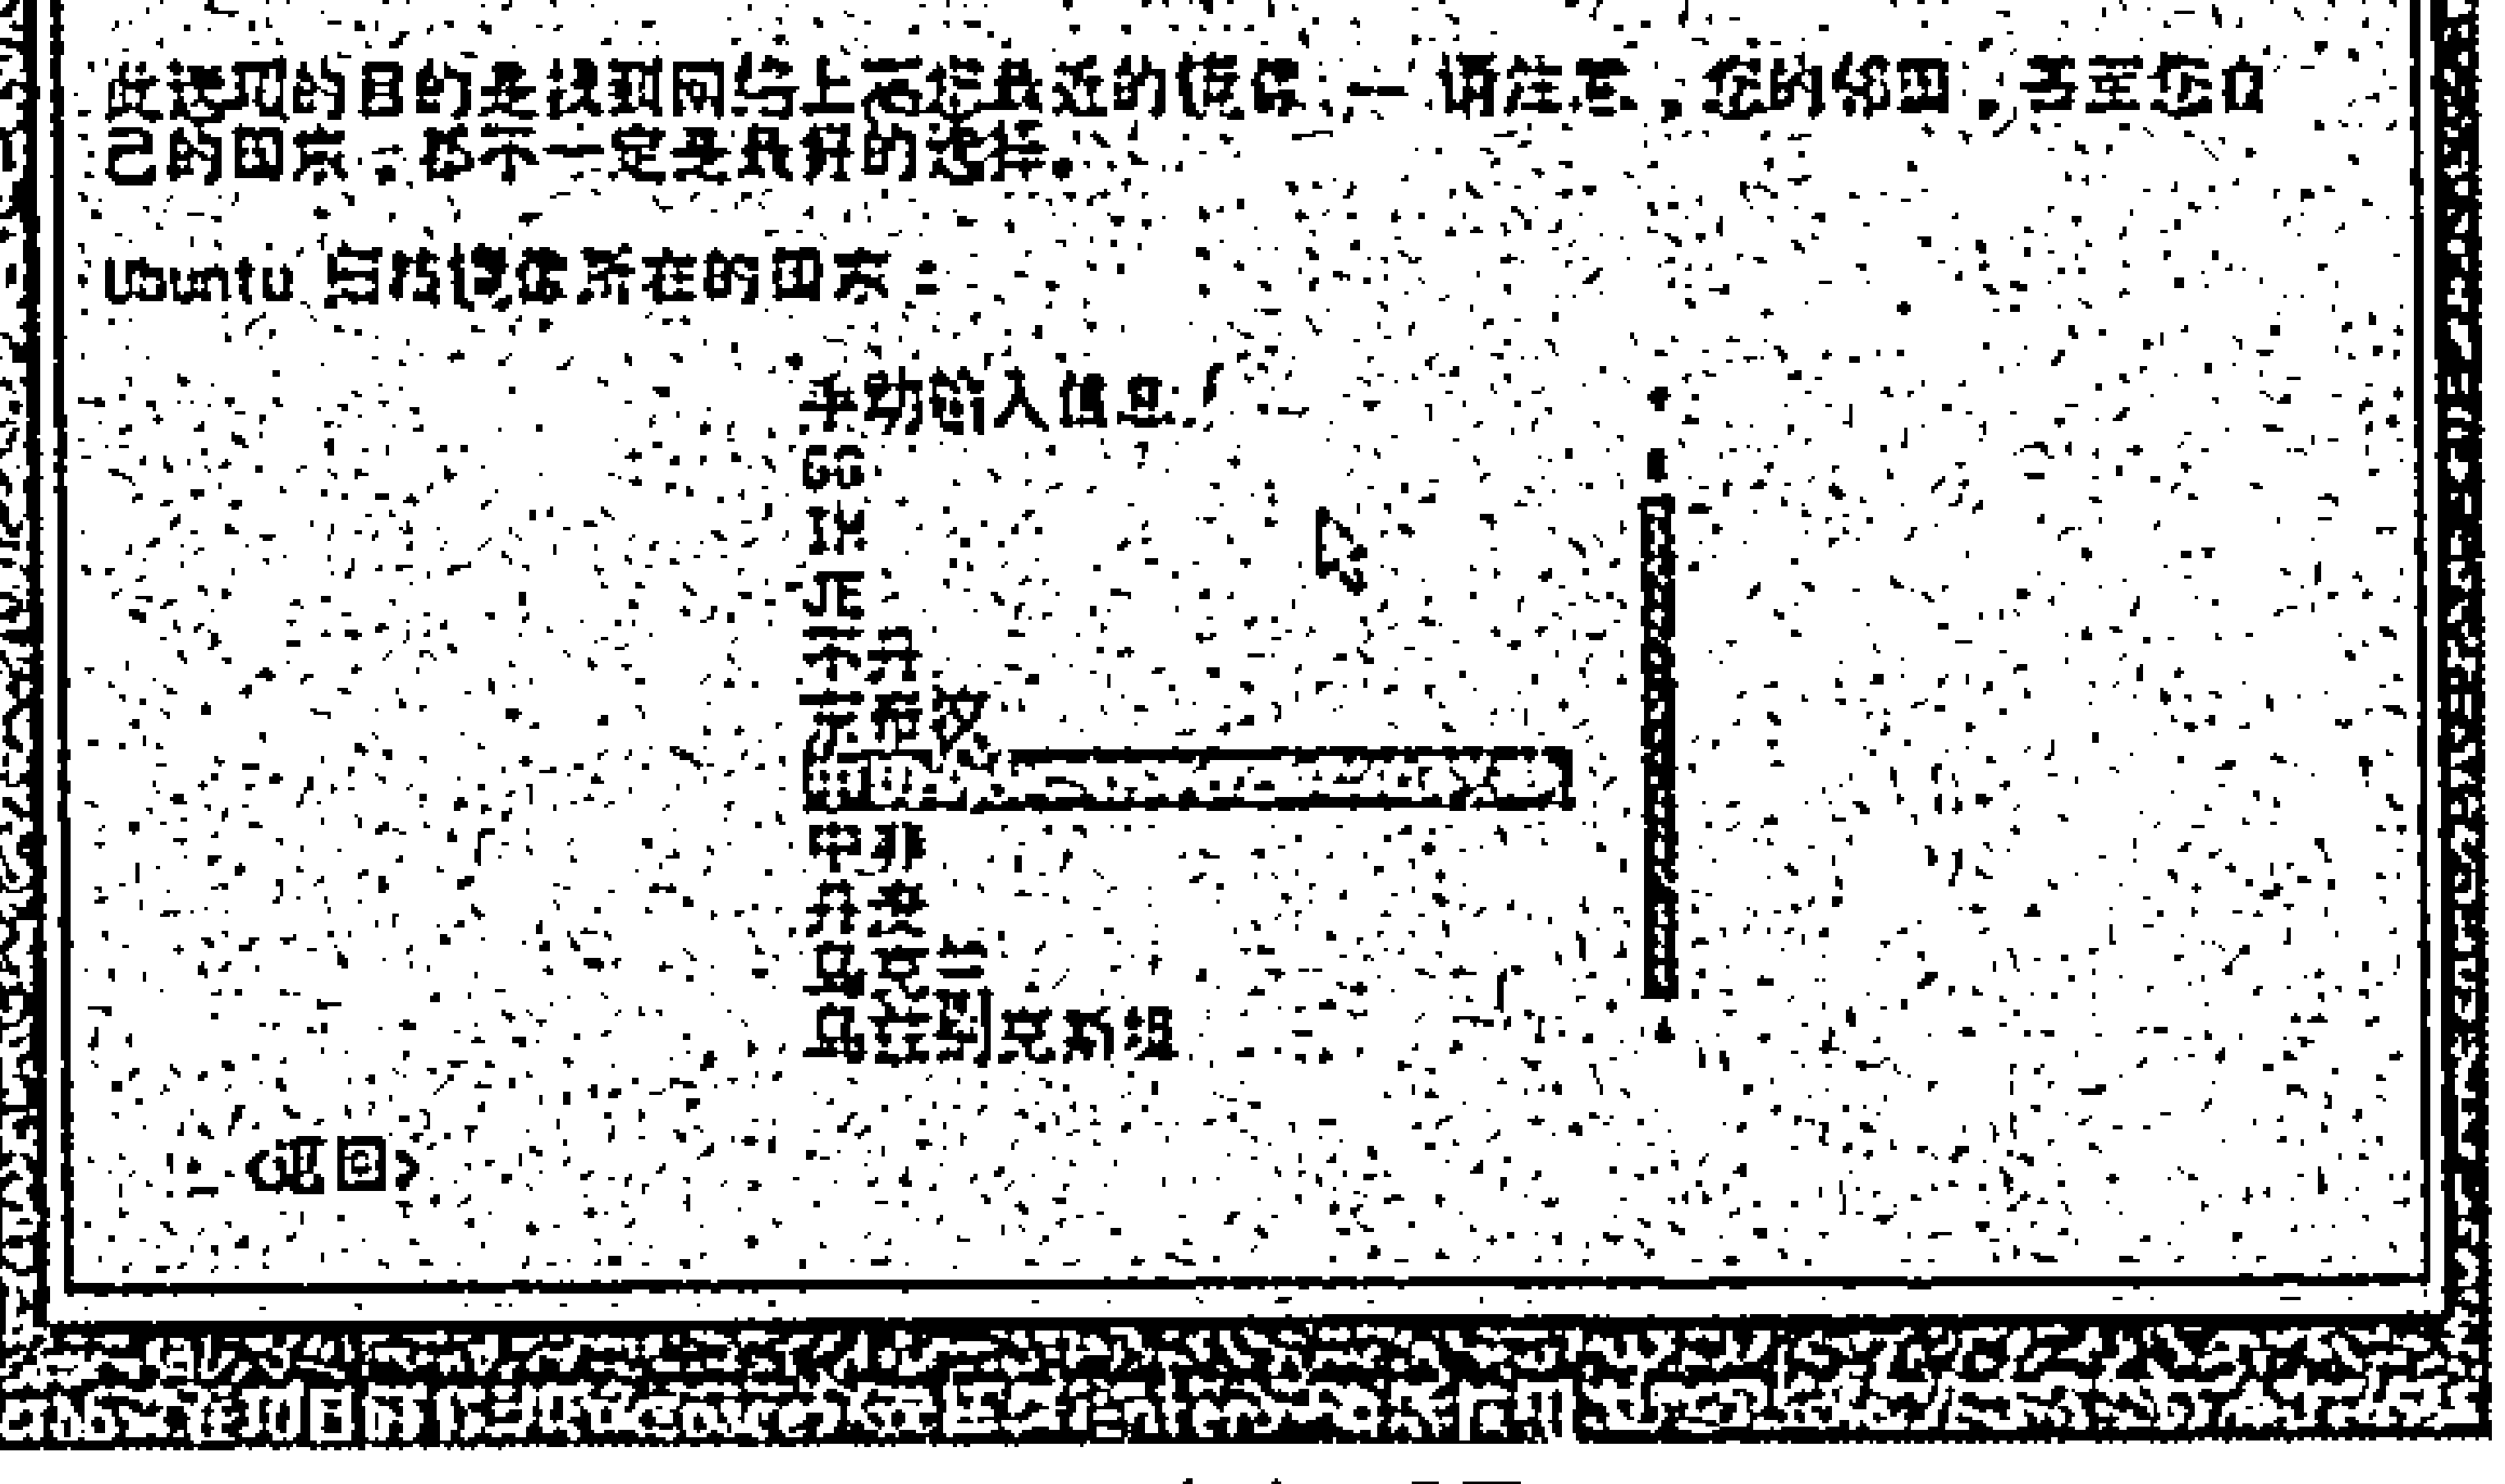 此选项的目的是找到网络上离您最近的镜像 -- 请注意,您的邻国,甚至您自
己的国家,都不一定是最好的选择。
Ubuntu 归档镜像所在的国家:
手动输入信息
GG
IM
JE
不丹
东帝汶
中国
中非
丹麦
乌克兰
乌兹别克斯坦
<返回>